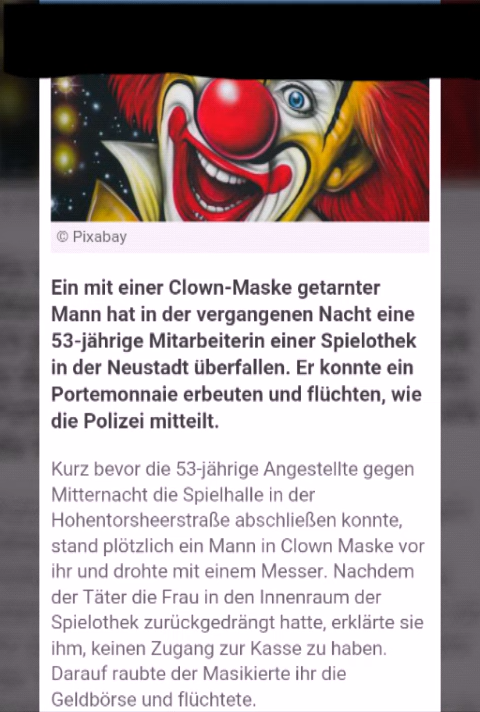 © Pixabay
Ein mit einer Clown-Maske getarnter
Mann hat in der vergangenen Nacht eine
53-jährige Mitarbeiterin einer Spielothek
in der Neustadt überfallen. Er konnte ein
Portemonnaie erbeuten und flüchten, wie
die Polizei mitteilt.
Kurz bevor die 53-jährige Angestellte gegen
Mitternacht die Spielhalle in der
Hohentorsheerstraße abschließen konnte,
stand plötzlich ein Mann in Clown Maske vor
ihr und drohte mit einem Messer. Nachdem
der Täter die Frau in den Innenraum der
Spielothek zurückgedrängt hatte, erklärte sie
ihm, keinen Zugang zur Kasse zu haben.
Darauf raubte der Masikierte ihr die
Geldbörse und flüchtete.